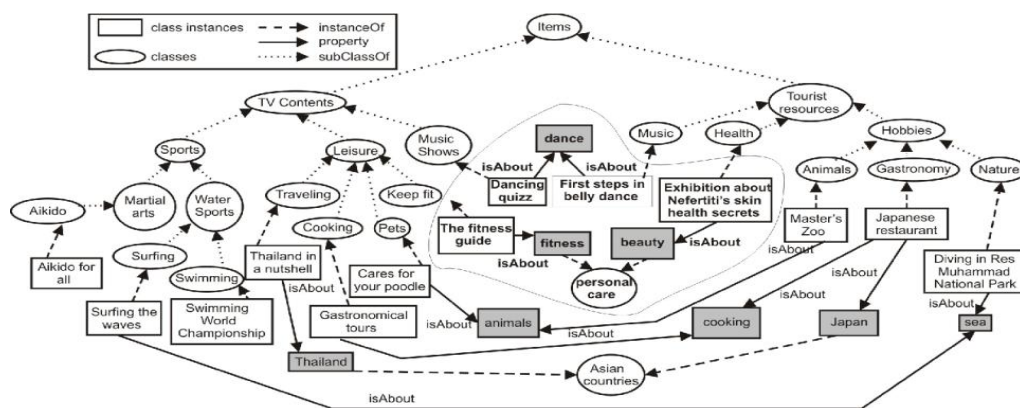 class instances
instanceOf
property
classes
subClassOf
Items
TV Contents
Tourist
resources
Sports
Leisure
Music
Shows
dance
Music
Health
Hobbies
isAbout
isAbout
Animals
Gastronomy
Nature
Aikido
Martial
arts
Water
Sports
Traveling
Keep fit
Dancing
quizz
First steps in
belly dance
Exhibition about
Nefertiti's skin
health secrets
Cooking
Pets
The fitness
guide
fitness
beauty
Master's
Zoo
Japanese
restaurant
Surfing
Aikido for
all
Thailand in
a nutshell
Cares for
your poodle
isAbout
isAbout
isAbout
Diving in Res
Muhammad
National Park
Swimming
personal
care
isAbout
isAbout
isAbout
Surfing the
waves
Swimming
World
Championship
Gastronomical
tours
isAbout
animals
isAbout
cooking
Japan
sea
Thailand
Asian
countries
isAbout